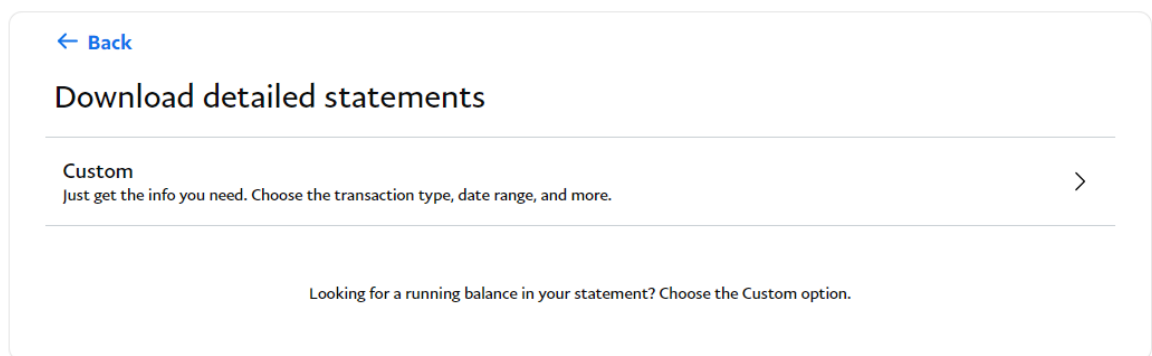 ← Back
Download detailed statements
Custom
Just get the info you need. Choose the transaction type, date range, and more.
Looking for a running balance in your statement? Choose the Custom option.